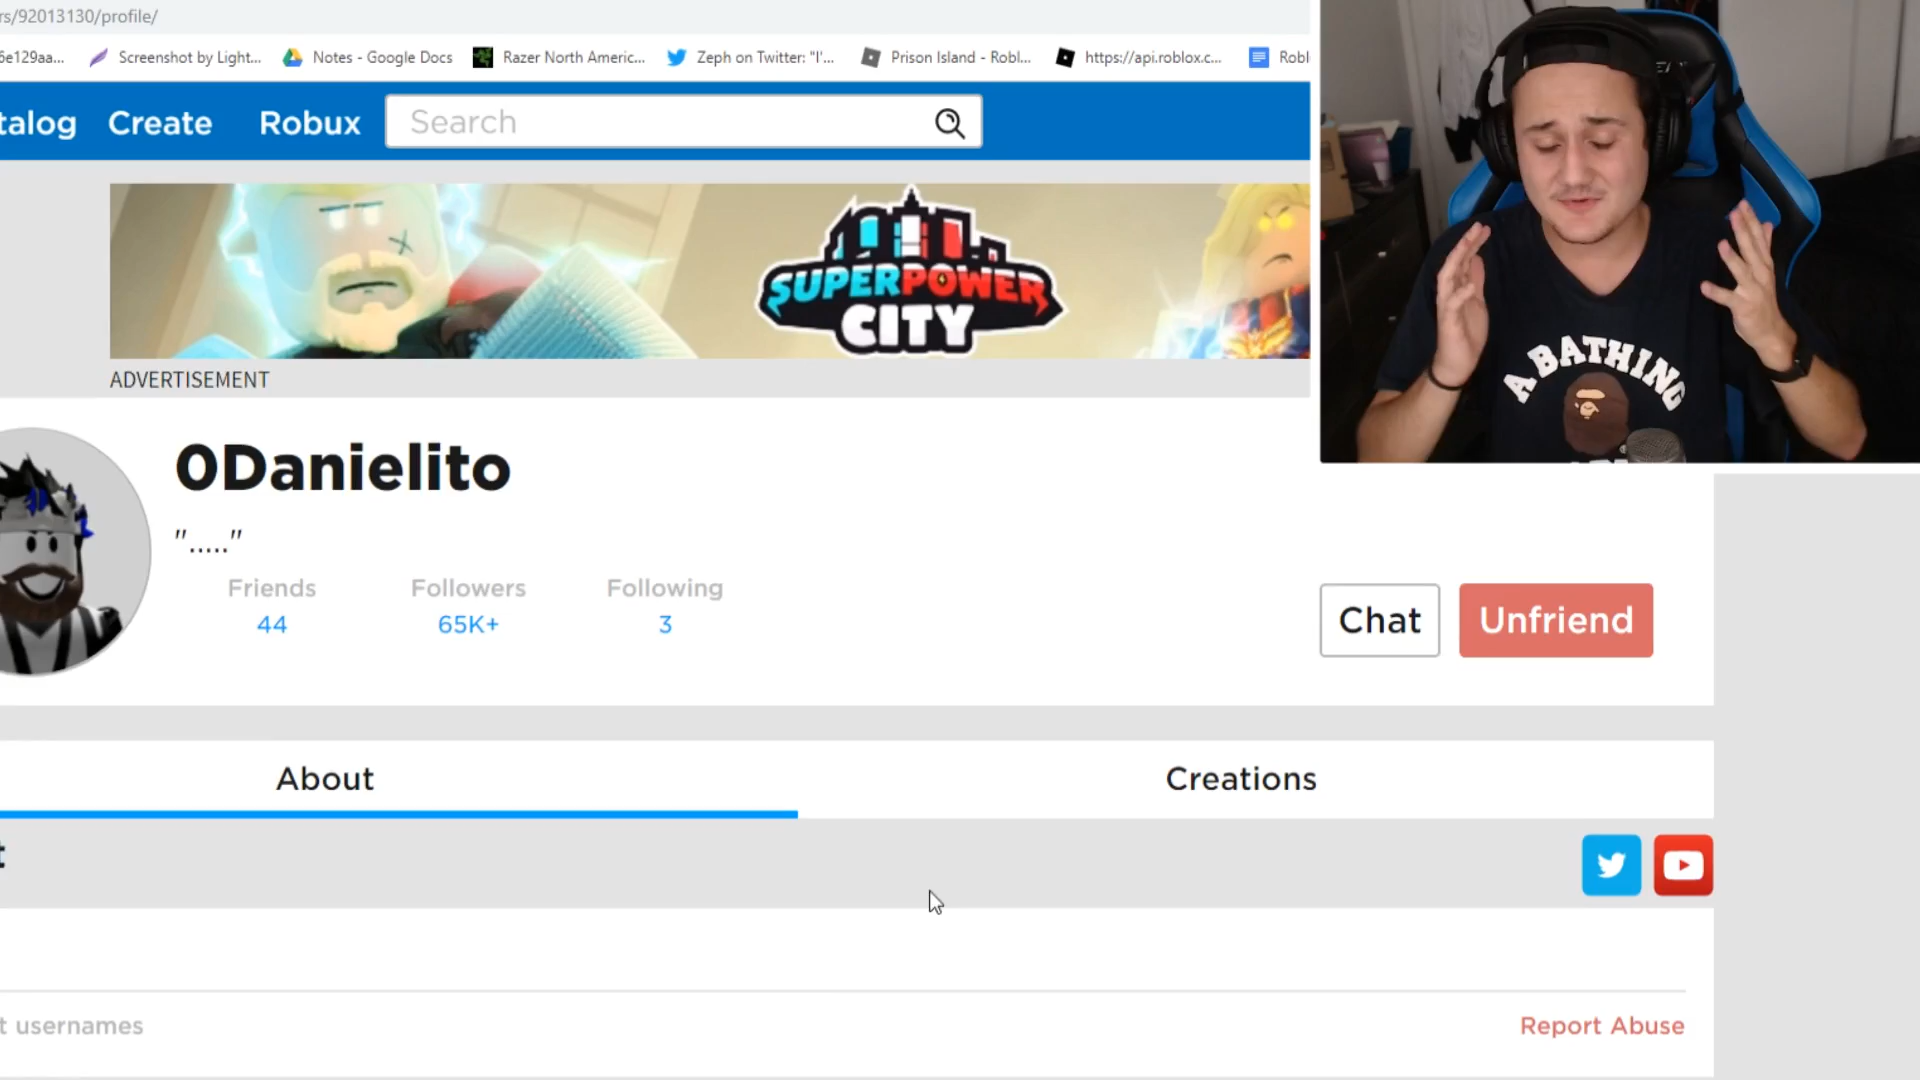 rs/92013130/profile/
6e129aa... Screenshot by Light... Notes - Google Docs Razer North Americ... Zeph on Twitter: "I'... Prison Island - Robl... https://api.roblox.c... Robl
talog Create Robux Search
SUPERPOWER
CITY
ADVERTISEMENT
A BATHING
0Danielito
"....."
Friends Followers Following
44 65K+ 3
Chat Unfriend
About Creations
t
t usernames Report Abuse